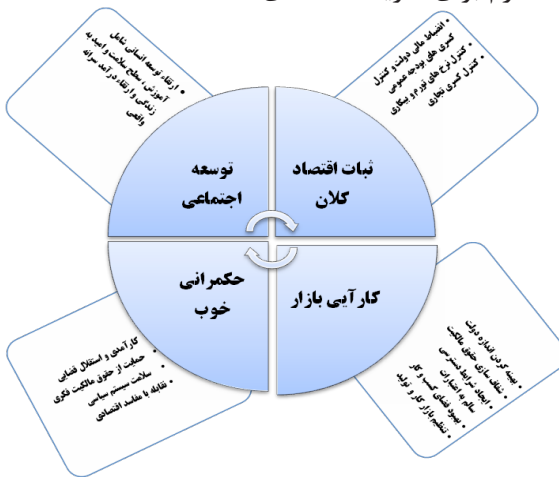 • ارتقاء توسعه انسانی شامل
آموزش، سطح سلامت و امید به
زندگی و ارتقاء درآمد سرانه
واقعی
• انضباط مالی دولت و کنترل
کسری های بودجه عمومی
• کنترل نرخ های تورم و بیکاری
• کنترل کسری تجاری
توسعه
اجتماعی
ثبات اقتصاد
کلان
حکمرانی
خوب
کارآیی بازار
• کارآمدی و استقلال قضایی
• حمایت از حقوق مالکیت فکری
• سلامت سیستم سیاسی
• تقابله با مفاسد اقتصادی
• بهینه کردن اندازه دولت
• شفاف سازی حقوق مالکیت
• ایجاد شرایط دسترسی
سالم به اعتبارات
• بهبود فضای کسب و کار
• تنظیم بازار کار و تولید